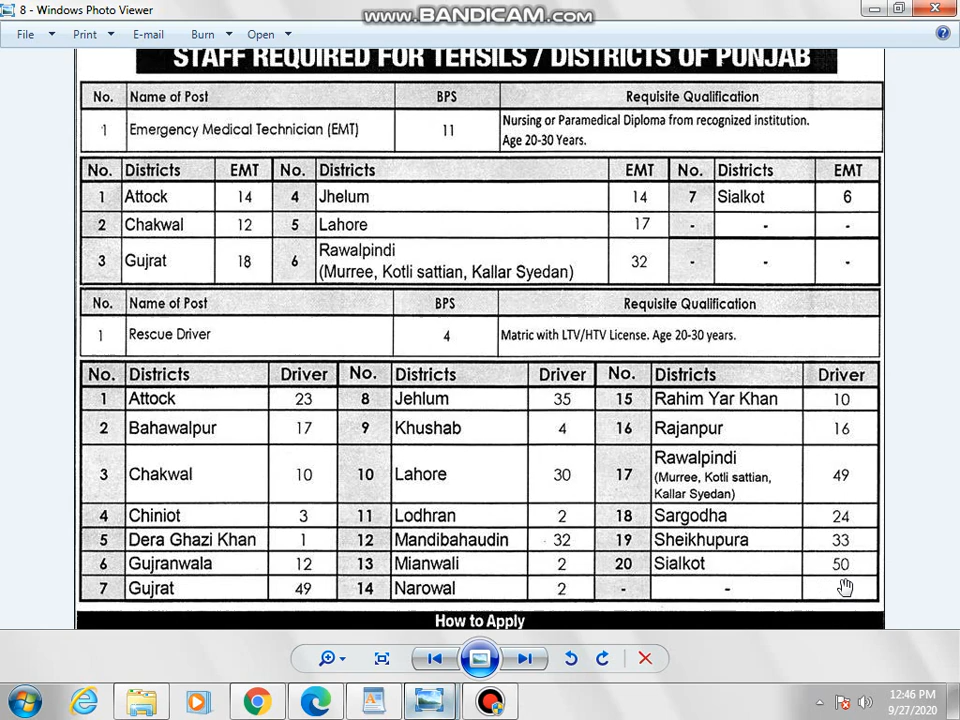 8 - Windows Photo Viewer
www.BANDICAM.com
File Print E-mail Burn Open
STAFF REQUIRED FOR TEHSILS / DISTRICTS OF PUNJAB
No. Name of Post BPS Requisite Qualification
1 Emergency Medical Technician (EMT) 11 Nursing or Paramedical Diploma from recognized institution.
Age 20-30 Years.
No. Districts EMT No. Districts EMT No. Districts EMT
1 Attock 14 4 Jhelum 14 7 Sialkot 6
2 Chakwal 12 5 Lahore 17 - - -
3 Gujrat 18 6 Rawalpindi
(Murree, Kotli sattian, Kallar Syedan) 32 - - -
No. Name of Post BPS Requisite Qualification
1 Rescue Driver 4 Matric with LTV/HTV License. Age 20-30 years.
No. Districts Driver No. Districts Driver No. Districts Driver
1 Attock 23 8 Jehlum 35 15 Rahim Yar Khan 10
2 Bahawalpur 17 9 Khushab 4 16 Rajanpur 16
3 Chakwal 10 10 Lahore 30 17 Rawalpindi
(Murree, Kotli sattian,
Kallar Syedan) 49
4 Chiniot 3 11 Lodhran 2 18 Sargodha 24
5 Dera Ghazi Khan 1 12 Mandibahaudin 32 19 Sheikhupura 33
6 Gujranwala 12 13 Mianwali 2 20 Sialkot 50
7 Gujrat 49 14 Narowal 2 - -
How to Apply
12:46 PM
9/27/2020